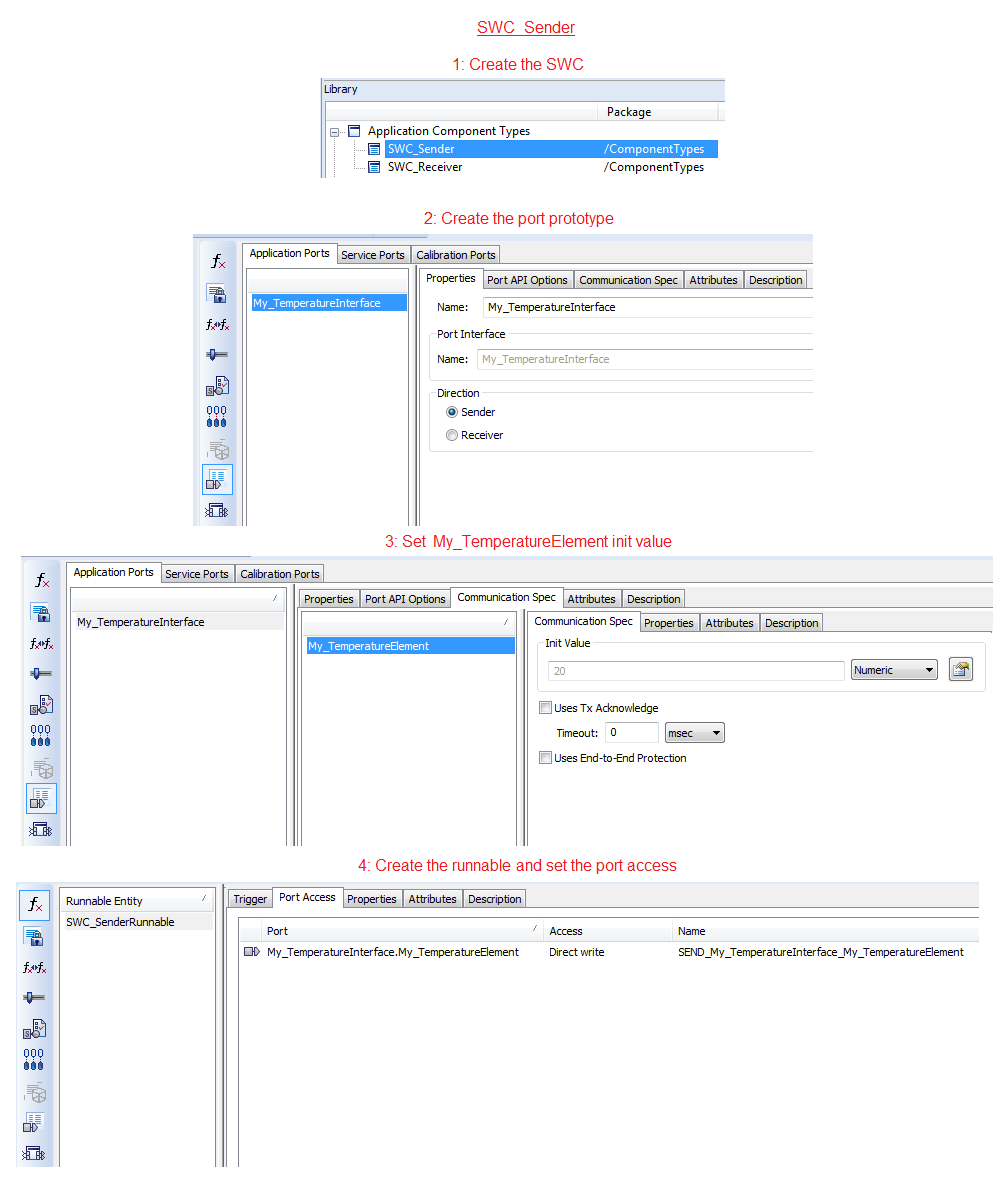 SWC_Sender
1: Create the SWC
Library
Package
Application Component Types
SWC_Sender /ComponentTypes
SWC_Receiver /ComponentTypes
2: Create the port prototype
Application Ports Service Ports Calibration Ports
Properties Port API Options Communication Spec Attributes Description
My_TemperatureInterface
Name: My_TemperatureInterface
Port Interface
Name: My_TemperatureInterface
Direction
Sender
Receiver
3: Set My_TemperatureElement init value
Application Ports Service Ports Calibration Ports
Properties Port API Options Communication Spec Attributes Description
My_TemperatureInterface
Communication Spec Properties Attributes Description
My_TemperatureElement
Init Value
20 Numeric
Uses Tx Acknowledge
Timeout: 0 msec
Uses End-to-End Protection
4: Create the runnable and set the port access
Runnable Entity
Trigger Port Access Properties Attributes Description
SWC_SenderRunnable
Port Access Name
My_TemperatureInterface.My_TemperatureElement Direct write SEND_My_TemperatureInterface_My_TemperatureElement